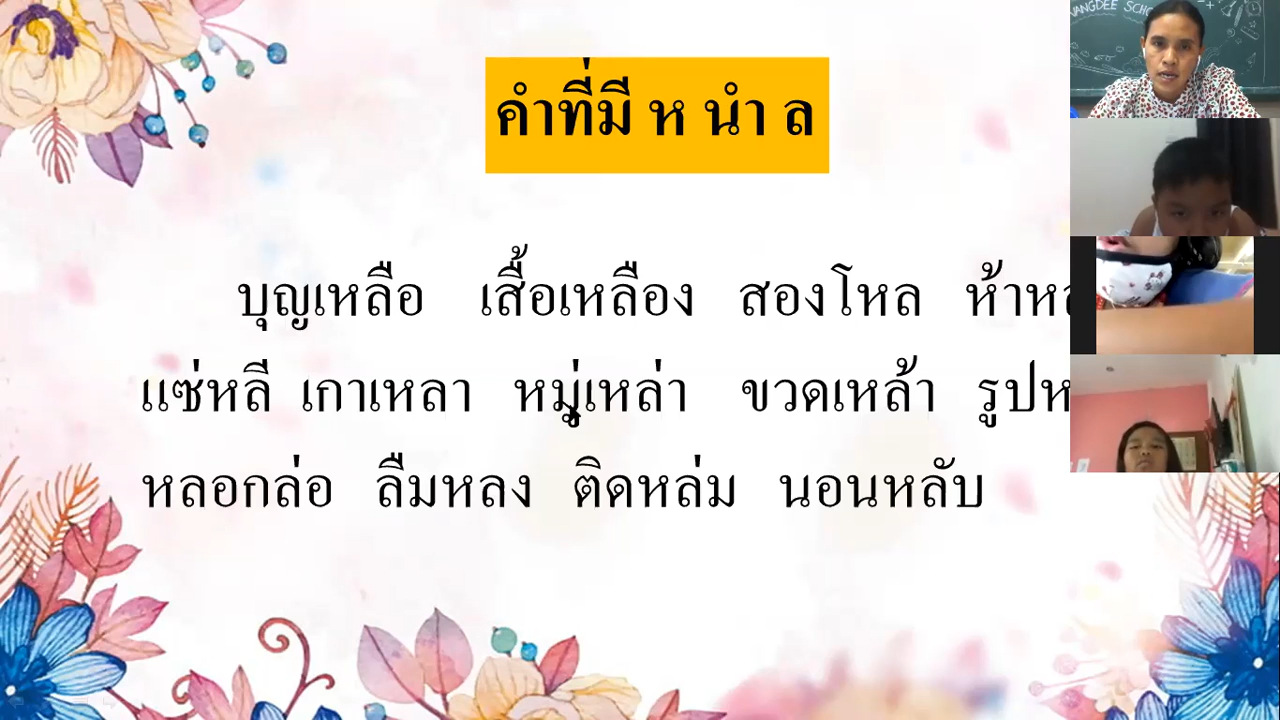 คำที่มี ห นำ ล
บุญเหลือ เสื้อเหลือง สองโหล
แซ่หลี เกาเหลา หมู่เหล่า ขวดเหล้า
หลอกล่อ ลืมหลง ติดหล่ม นอนหลับ